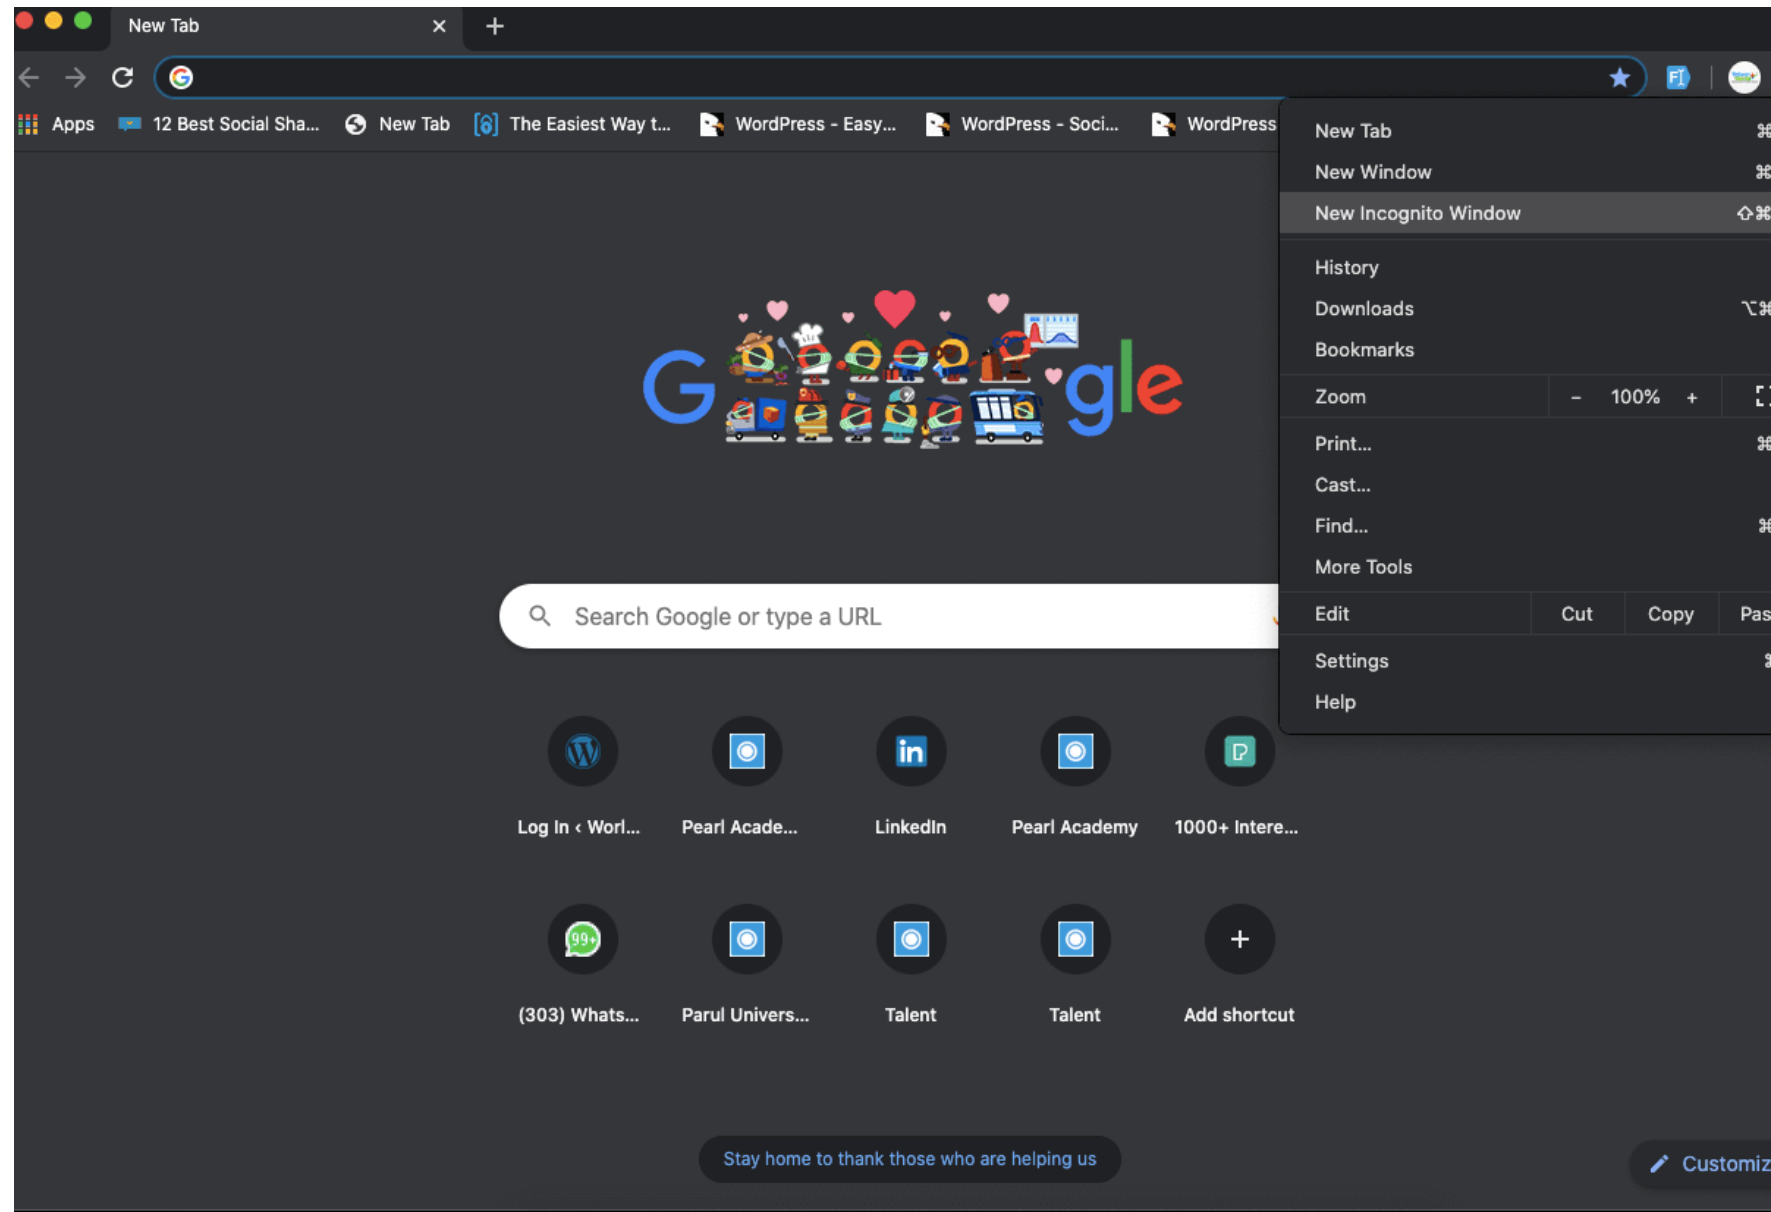 New Tab
Apps 12 Best Social Sha... New Tab The Easiest Way t... WordPress - Easy... WordPress - Soci... WordPress
New Tab ⌘
New Window ⌘
New Incognito Window ⇧⌘
History
Downloads ⌥⌘
Bookmarks
Zoom - 100% +
Print... ⌘
Cast...
Find... ⌘
More Tools
Edit Cut Copy Pas
Settings ⌘
Help
G gle
Search Google or type a URL
Log In ‹ Worl... Pearl Acade... LinkedIn Pearl Academy 1000+ Intere...
99+
(303) Whats... Parul Univers... Talent Talent Add shortcut
Stay home to thank those who are helping us
Customiz